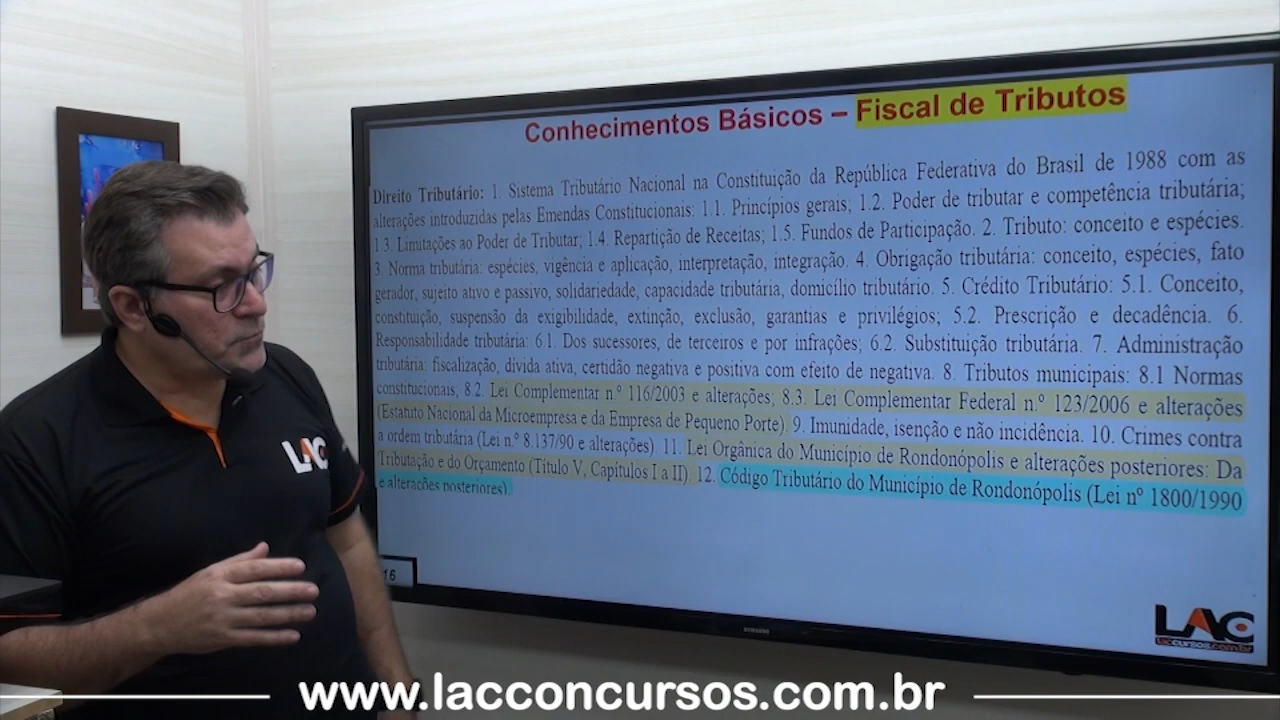 Conhecimentos Básicos – Fiscal de Tributos
Direito Tributário: 1. Sistema Tributário Nacional na Constituição da República Federativa do Brasil de 1988 com as
alterações introduzidas pelas Emendas Constitucionais: 1.1. Princípios gerais; 1.2. Poder de tributar e competência tributária;
1.3. Limitações ao Poder de Tributar; 1.4. Repartição de Receitas; 1.5. Fundos de Participação. 2. Tributo: conceito e espécies.
3. Norma tributária: espécies, vigência e aplicação, interpretação, integração. 4. Obrigação tributária: conceito, espécies, fato
gerador, sujeito ativo e passivo, solidariedade, capacidade tributária, domicílio tributário. 5. Crédito Tributário: 5.1. Conceito,
constituição, suspensão da exigibilidade, extinção, exclusão, garantias e privilégios; 5.2. Prescrição e decadência. 6.
Responsabilidade tributária: 6.1. Dos sucessores, de terceiros e por infrações; 6.2. Substituição tributária. 7. Administração
tributária: fiscalização, dívida ativa, certidão negativa e positiva com efeito de negativa. 8. Tributos municipais: 8.1 Normas
constitucionais; 8.2. Lei Complementar n.º 116/2003 e alterações; 8.3. Lei Complementar Federal n.º 123/2006 e alterações
(Estatuto Nacional da Microempresa e da Empresa de Pequeno Porte). 9. Imunidade, isenção e não incidência. 10. Crimes contra
a ordem tributária (Lei n.º 8.137/90 e alterações). 11. Lei Orgânica do Município de Rondonópolis e alterações posteriores: Da
Tributação e do Orçamento (Título V, Capítulos I a II). 12. Código Tributário do Município de Rondonópolis (Lei nº 1800/1990
e alterações posteriores).
16
LAC
LAC
laccursos.com.br
SAMSUNG
www.lacconcursos.com.br